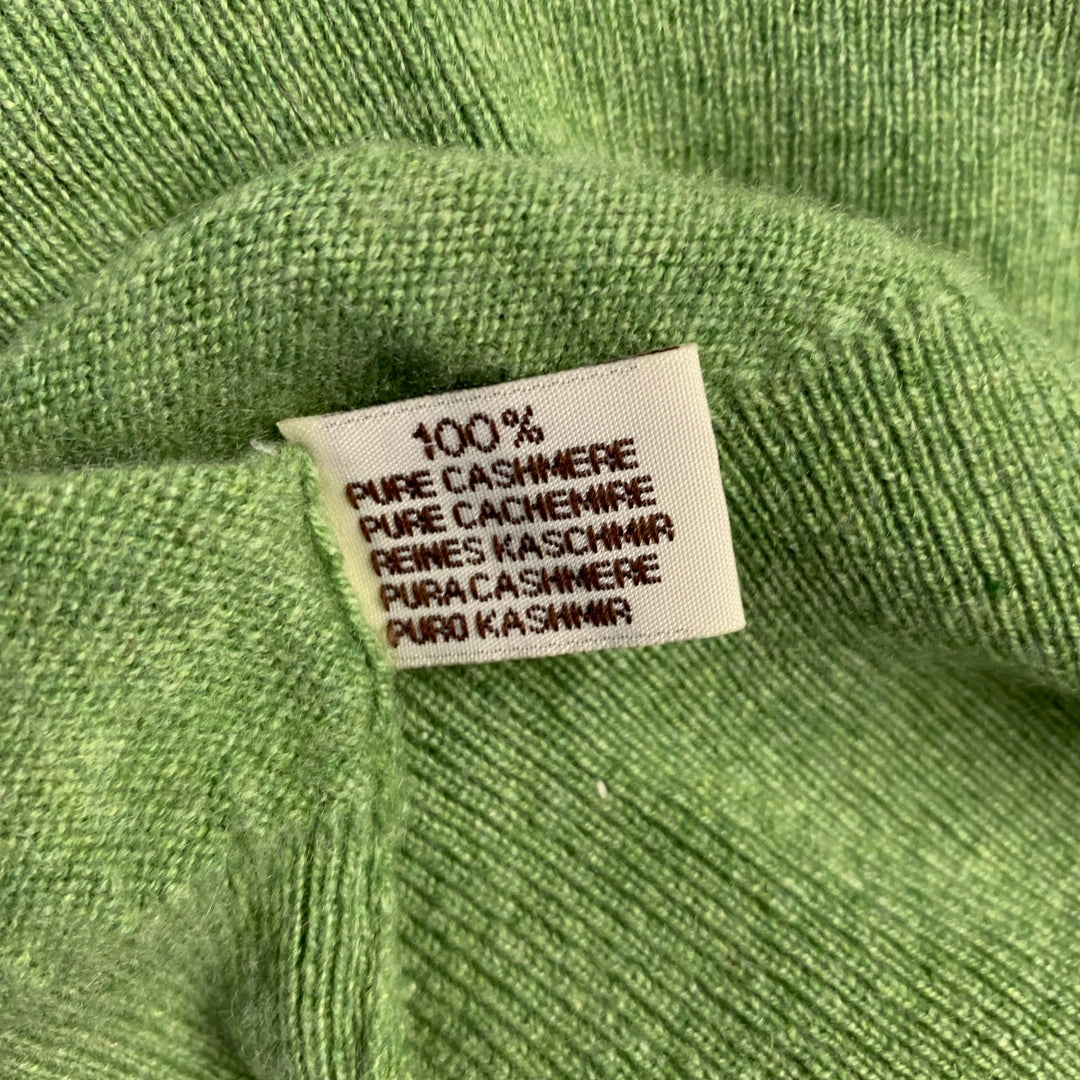 100%
PURE CASHMERE
PURE CACHEMIRE
REINES KASCHMIR
PURA CASHMERE
PURO KASHMIR